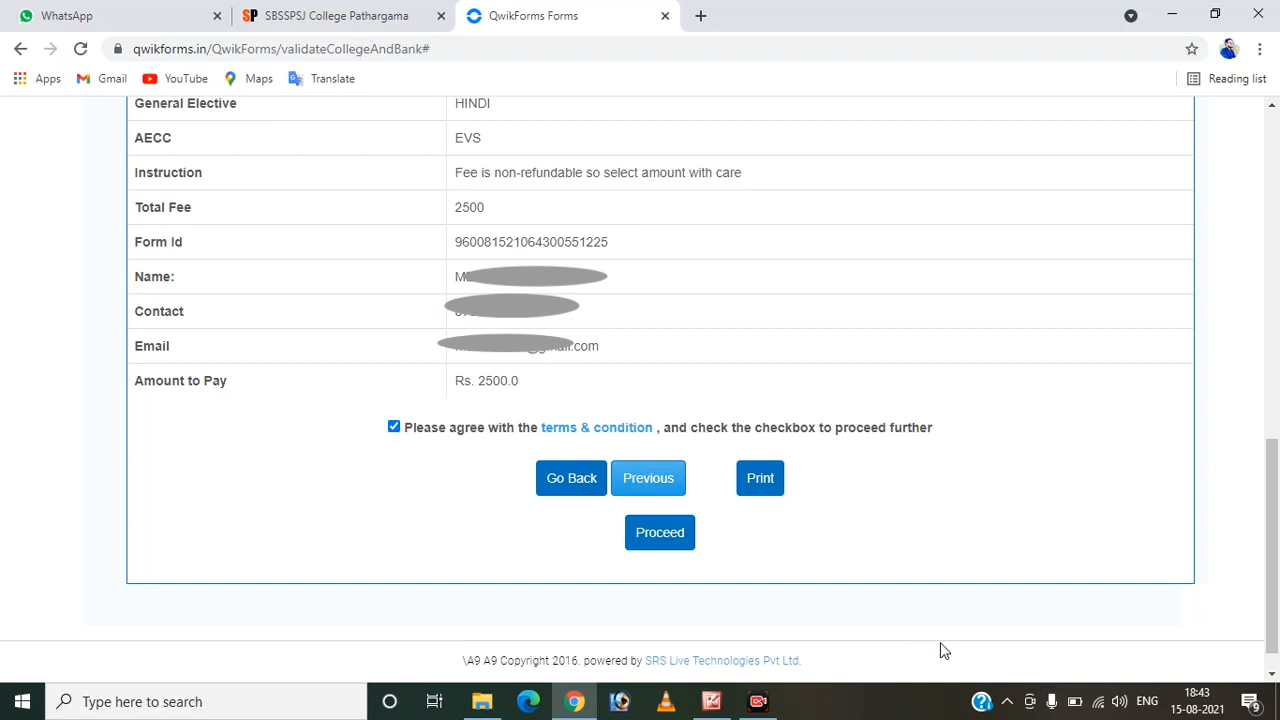 WhatsApp
SBSSPSJ College Pathargama
QwikForms Forms
qwikforms.in/QwikForms/validateCollegeAndBank#
Apps Gmail YouTube Maps Translate Reading list
General Elective HINDI
AECC EVS
Instruction Fee is non-refundable so select amount with care
Total Fee 2500
Form Id 960081521064300551225
Name:
Contact
Email .com
Amount to Pay Rs. 2500.0
Please agree with the terms & condition , and check the checkbox to proceed further
Go Back Previous Print
Proceed
\A9 A9 Copyright 2016. powered by SRS Live Technologies Pvt Ltd.
Type here to search
ENG
18:43
15-08-2021
9